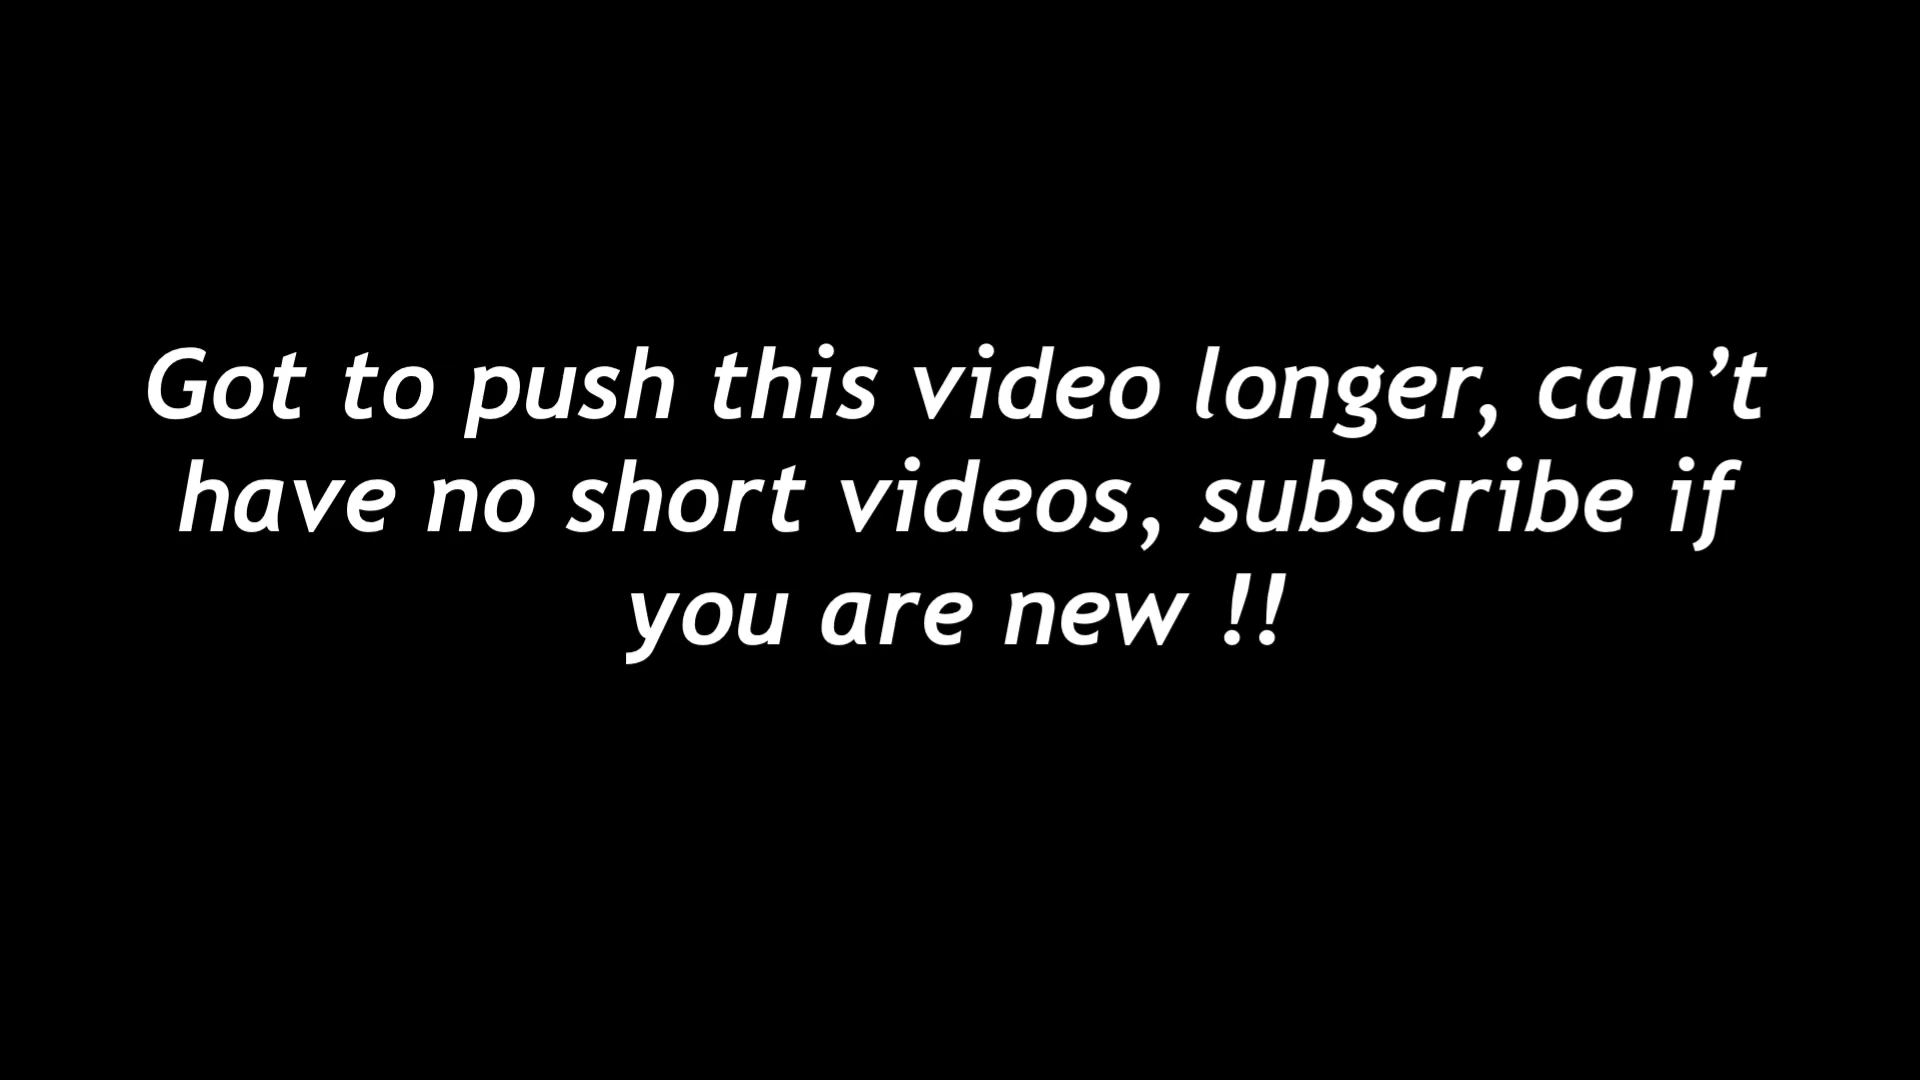 Got to push this video longer, can’t
have no short videos, subscribe if
you are new !!